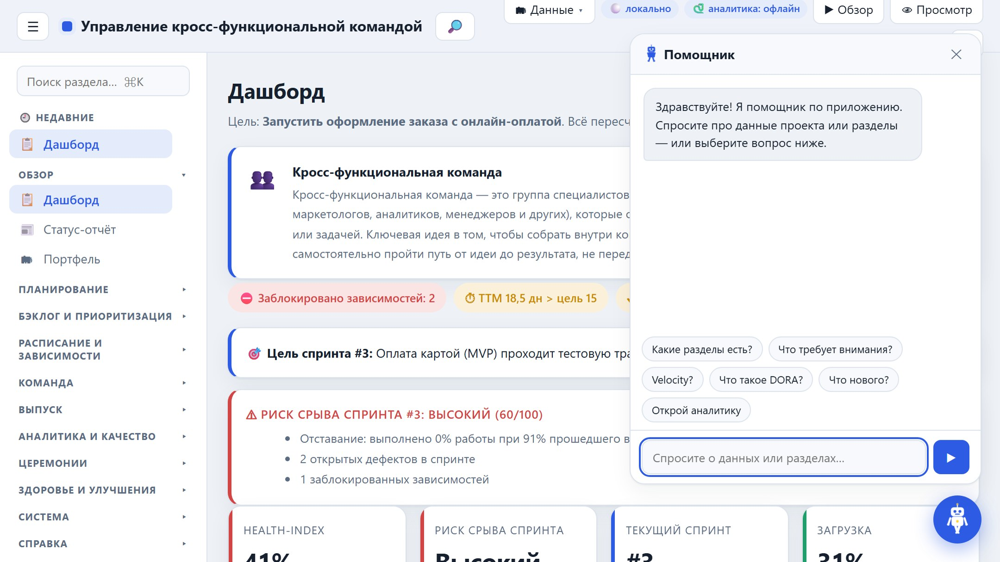 ☰
Управление кросс-функциональной командой
Данные ▾
локально
аналитика: офлайн
▶ Обзор
Просмотр
Поиск раздела... ⌘K
НЕДАВНИЕ
Дашборд
ОБЗОР
Дашборд
Статус-отчёт
Портфель
ПЛАНИРОВАНИЕ
БЭКЛОГ И ПРИОРИТИЗАЦИЯ
РАСПИСАНИЕ И
ЗАВИСИМОСТИ
КОМАНДА
ВЫПУСК
АНАЛИТИКА И КАЧЕСТВО
ЦЕРЕМОНИИ
ЗДОРОВЬЕ И УЛУЧШЕНИЯ
СИСТЕМА
СПРАВКА
Дашборд
Цель: Запустить оформление заказа с онлайн-оплатой. Всё
Кросс-функциональная команда
Кросс-функциональная команда — это группа специалистов
маркетологов, аналитиков, менеджеров и других), которые
или задачей. Ключевая идея в том, чтобы собрать внутри
самостоятельно пройти путь от идеи до результата, не
Заблокировано зависимостей: 2
TTM 18,5 дн > цель 15
Цель спринта #3: Оплата картой (MVP) проходит тестовую
РИСК СРЫВА СПРИНТА #3: ВЫСОКИЙ (60/100)
Отставание: выполнено 0% работы при 91% прошедшего
2 открытых дефектов в спринте
1 заблокированных зависимостей
HEALTH-INDEX
41%
РИСК СРЫВА СПРИНТА
Высокий
ТЕКУЩИЙ СПРИНТ
#3
ЗАГРУЗКА
31%
Помощник
Здравствуйте! Я помощник по приложению.
Спросите про данные проекта или разделы
— или выберите вопрос ниже.
Какие разделы есть?
Что требует внимания?
Velocity?
Что такое DORA?
Что нового?
Открой аналитику
Спросите о данных или разделах...